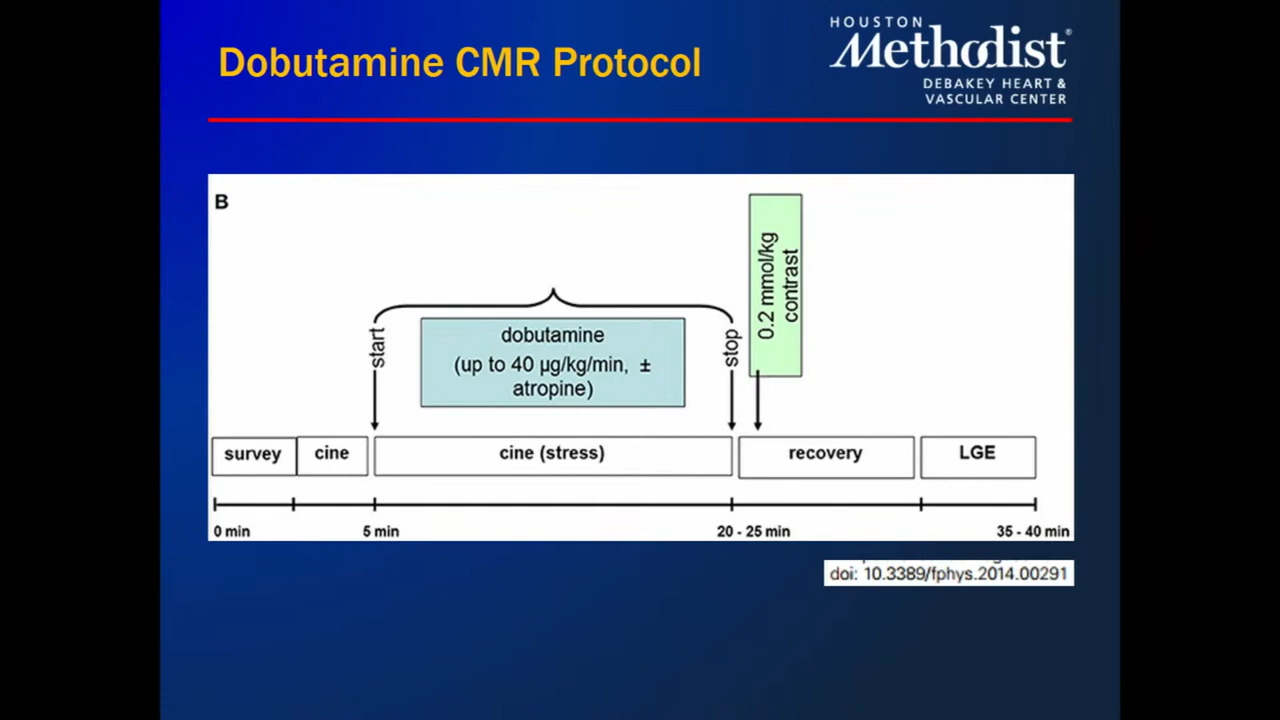 Dobutamine CMR Protocol
HOUSTON
Methodist®
DEBAKEY HEART &
VASCULAR CENTER
B
0.2 mmol/kg
contrast
start
dobutamine
(up to 40 µg/kg/min, ±
atropine)
stop
survey
cine
cine (stress)
recovery
LGE
0 min
5 min
20 - 25 min
35 - 40 min
doi: 10.3389/fphys.2014.00291